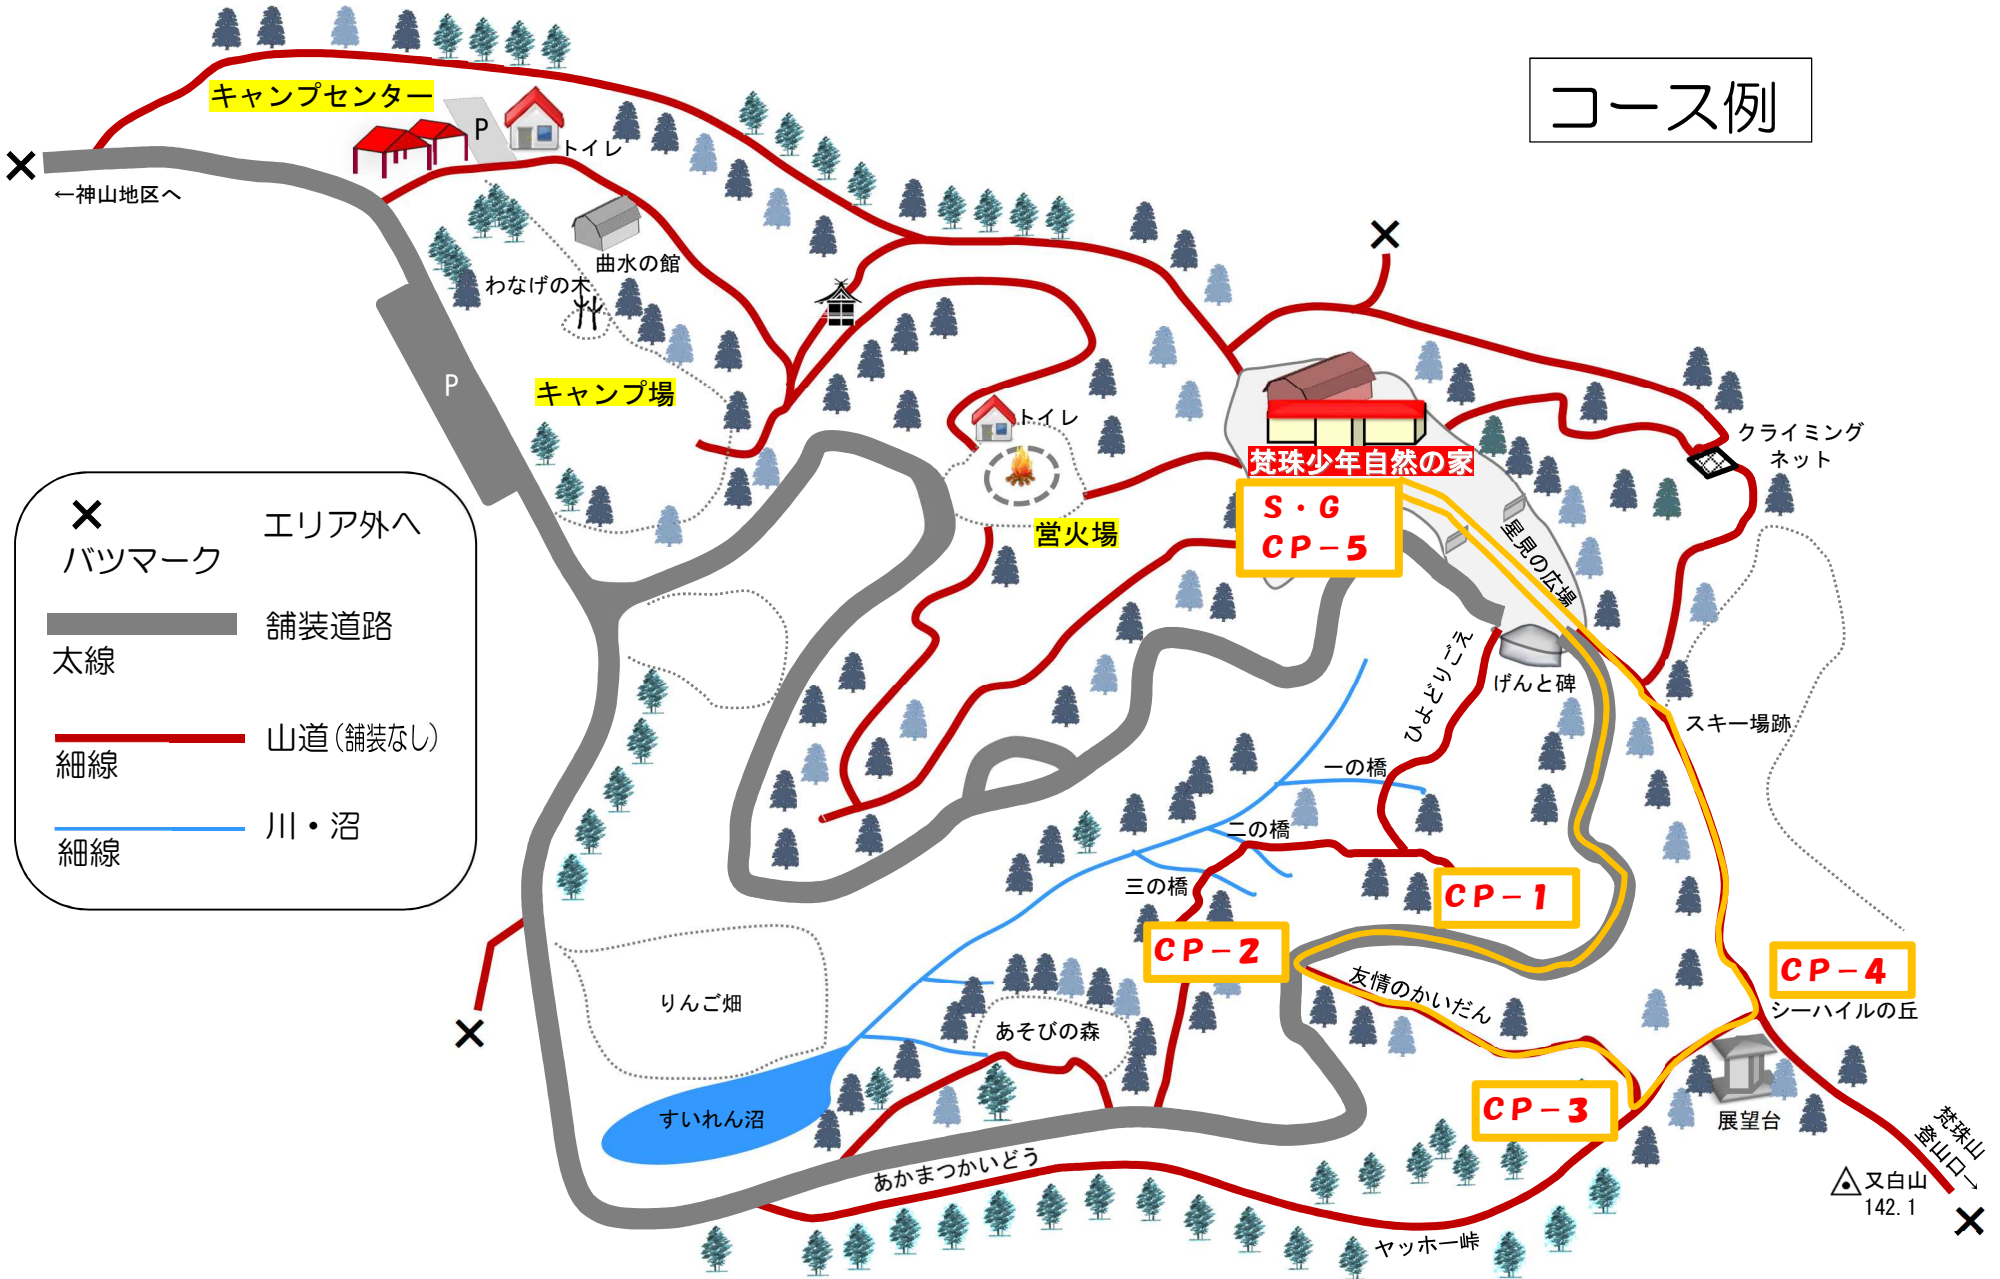 コース例
キャンプセンター
P
トイレ
←神山地区へ
曲水の館
わなげの木
P
キャンプ場
トイレ
営火場
梵珠少年自然の家
S・G
CP-5
クライミング
ネット
星見の広場
げんと碑
ひよどりごえ
スキー場跡
エリア外へ
バツマーク
舗装道路
太線
山道(舗装なし)
細線
川・沼
細線
一の橋
二の橋
三の橋
CP-1
CP-2
CP-4
シーハイルの丘
友情のかいだん
りんご畑
あそびの森
CP-3
展望台
すいれん沼
あかまつかいどう
梵珠山
登山口→
又白山
142.1
ヤッホー峠